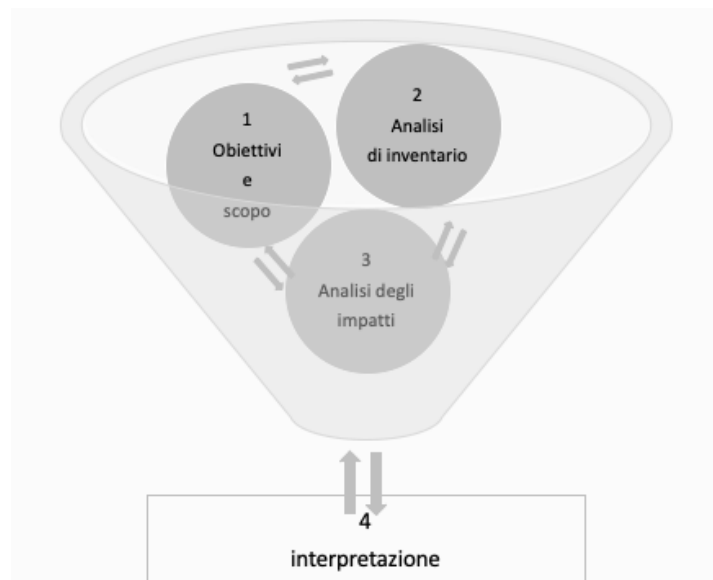 1
Obiettivi
e
scopo
2
Analisi
di inventario
3
Analisi degli
impatti
4
interpretazione